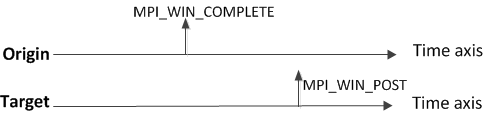 MPI_WIN_COMPLETE
Origin Time axis
MPI_WIN_POST
Target Time axis